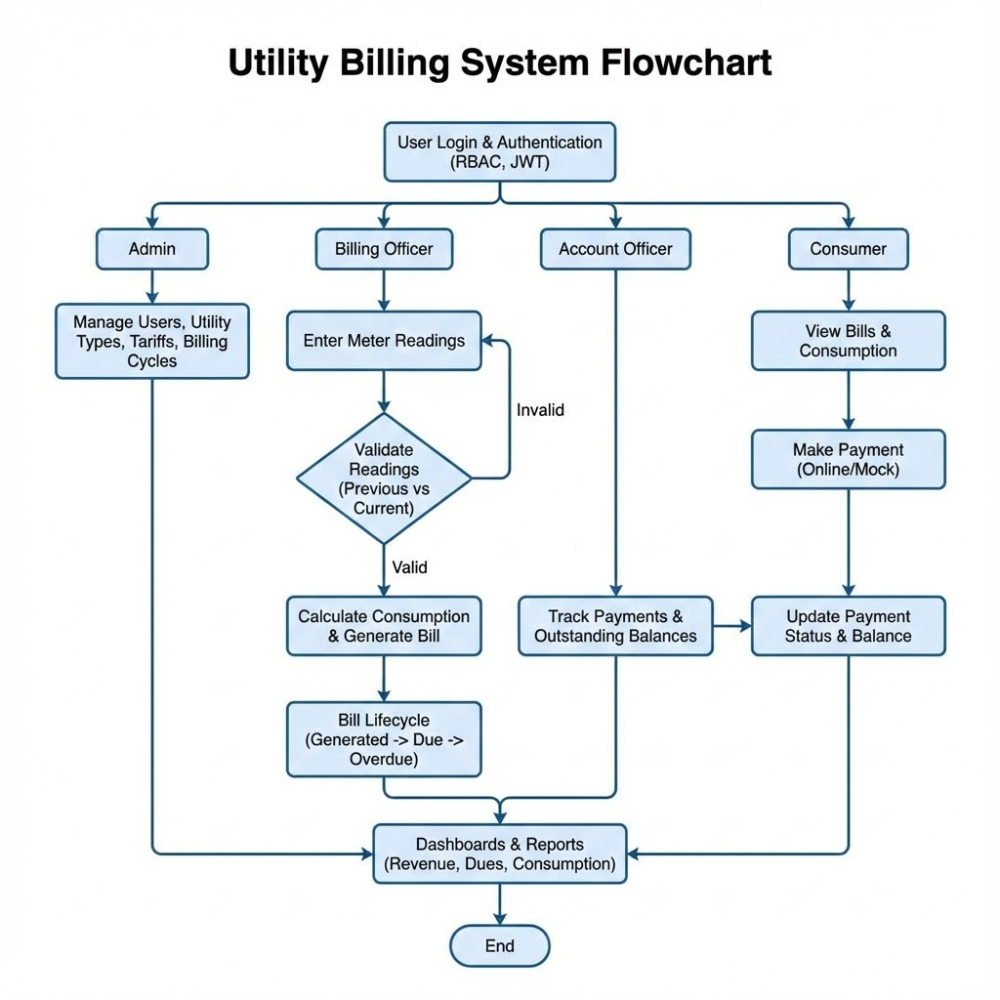 Utility Billing System Flowchart
User Login & Authentication
(RBAC, JWT)
Admin
Billing Officer
Account Officer
Consumer
Manage Users, Utility
Types, Tariffs, Billing
Cycles
Enter Meter Readings
View Bills &
Consumption
Invalid
Validate
Readings
(Previous vs
Current)
Make Payment
(Online/Mock)
Valid
Calculate Consumption
& Generate Bill
Track Payments &
Outstanding Balances
Update Payment
Status & Balance
Bill Lifecycle
(Generated -> Due ->
Overdue)
Dashboards & Reports
(Revenue, Dues, Consumption)
End